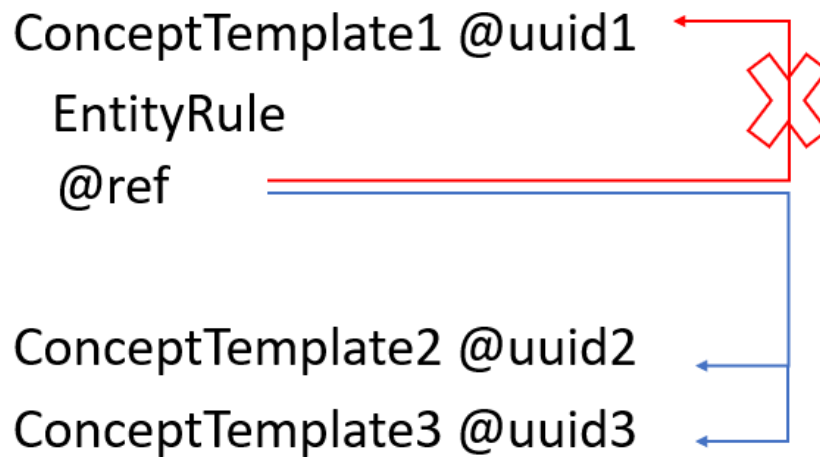 ConceptTemplate1 @uuid1
EntityRule
@ref
ConceptTemplate2 @uuid2
ConceptTemplate3 @uuid3